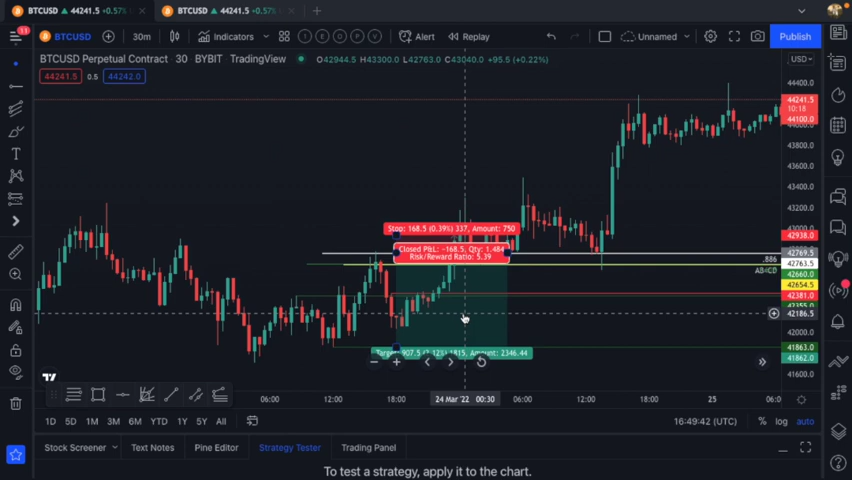 BTCUSD ▲ 44241.5 +0.57%
BTCUSD ▲ 44241.5 +0.57%
11
BTCUSD
30m
Indicators
I
E
O
P
V
Alert
Replay
Unnamed
Publish
BTCUSD Perpetual Contract 30 BYBIT TradingView
O42944.5 H43300.0 L42763.0 C43040.0 +95.5 (+0.22%)
USD
44241.5
0.5
44242.0
44400.0
44241.5
10:18
44100.0
43800.0
43600.0
43400.0
43200.0
42938.0
42769.5
42763.5
42660.0
42654.5
42381.0
42186.5
42000.0
41863.0
41862.0
41600.0
.886
AB=CD
Stop: 168.5 (0.39%) 337, Amount: 750
Closed P&L: −168.5, Qty: 1.484
Risk/Reward Ratio: 5.39
06:00
12:00
18:00
24 Mar '22 00:30
06:00
12:00
18:00
25
06:0
1D 5D 1M 3M 6M YTD 1Y 5Y All
16:49:42 (UTC)
% log auto
Stock Screener
Text Notes
Pine Editor
Strategy Tester
Trading Panel
To test a strategy, apply it to the chart.